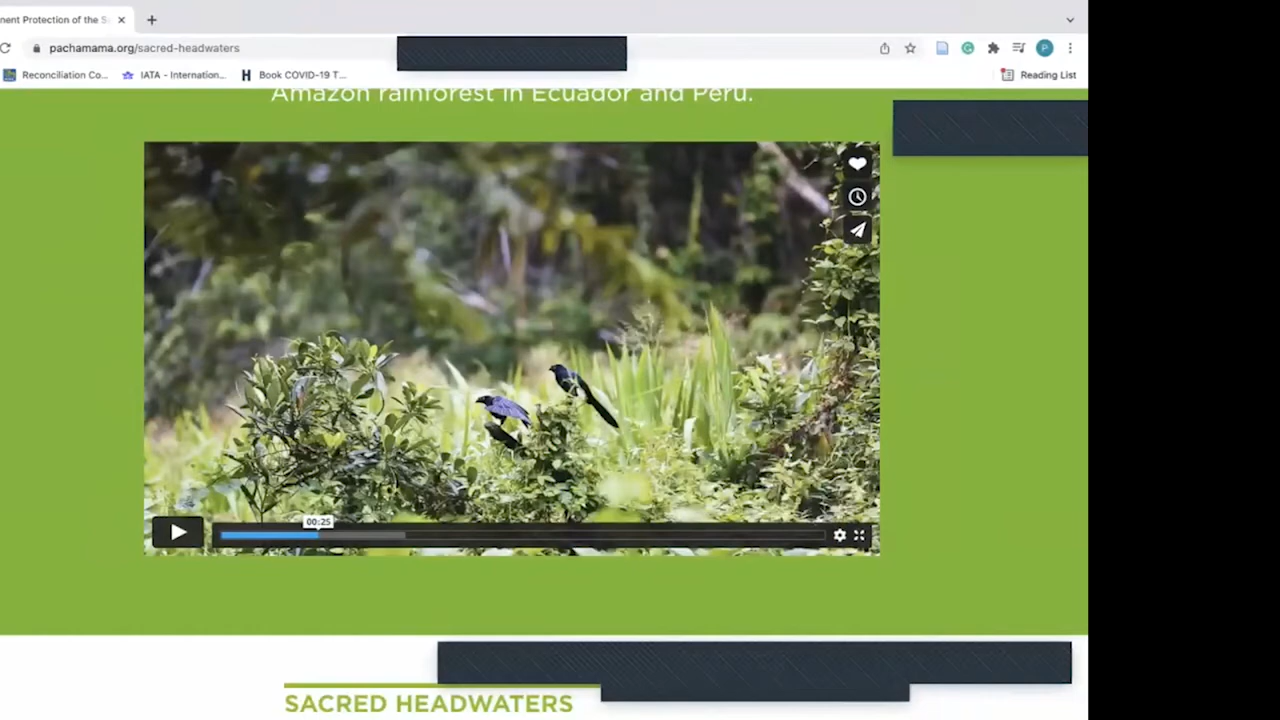 nent Protection of the S
pachamama.org/sacred-headwaters
Reconciliation Co...
IATA - Internation...
Book COVID-19 T...
Reading List
Amazon rainforest in Ecuador and Peru.
00:25
SACRED HEADWATERS